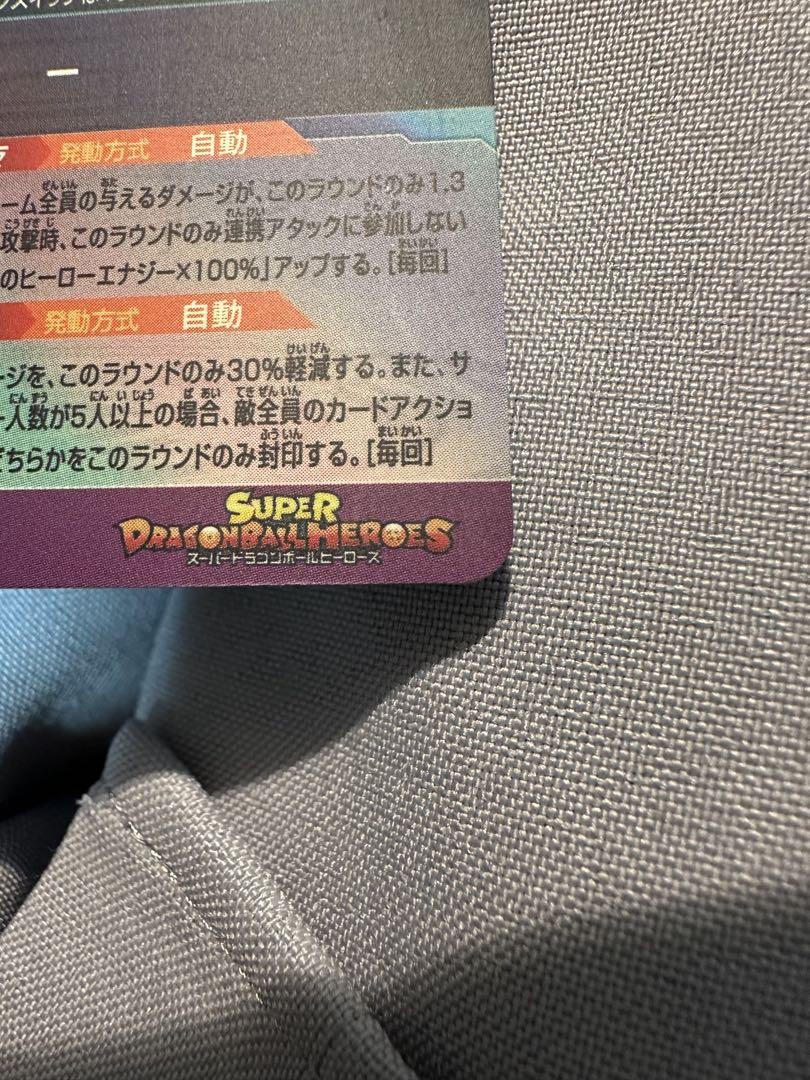 発動方式 自動
ーム全員の与えるダメージが、このラウンドのみ1.3
攻撃時、このラウンドのみ連携アタックに参加しない
のヒーローエナジー×100%」アップする。[毎回]
発動方式 自動
ージを、このラウンドのみ30%軽減する。また、サ
人数が5人以上の場合、敵全員のカードアクショ
どちらかをこのラウンドのみ封印する。[毎回]
SUPER
DRAGONBALL HEROES
スーパードラゴンボールヒーローズ